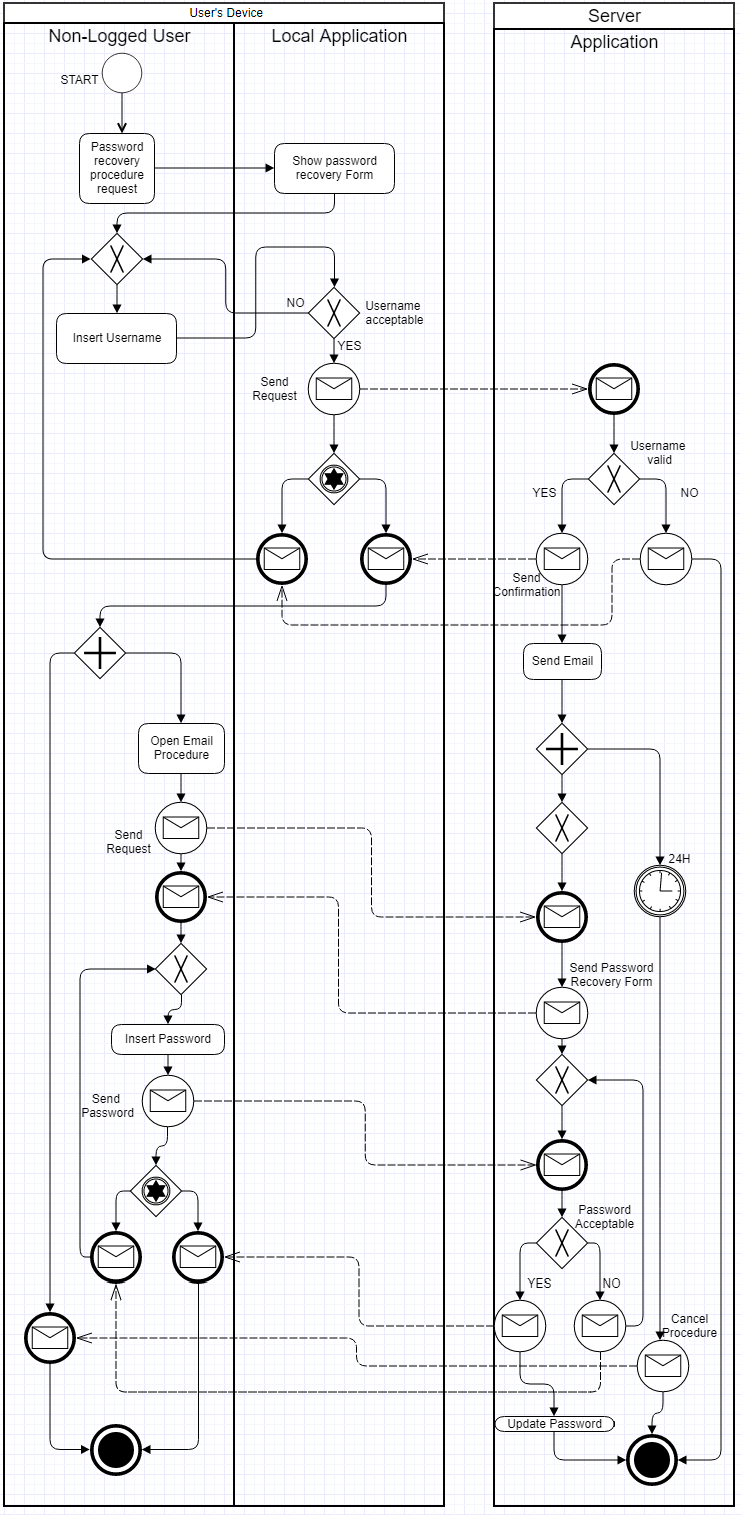 User's Device
Server
Non-Logged User
Local Application
Application
START
Password
recovery
procedure
request
Show password
recovery Form
NO
Username
acceptable
Insert Username
YES
Send
Request
Username
valid
YES
NO
Send
Confirmation
Send Email
Open Email
Procedure
Send
Request
24H
Send Password
Recovery Form
Insert Password
Send
Password
Password
Acceptable
YES
NO
Cancel
Procedure
Update Password